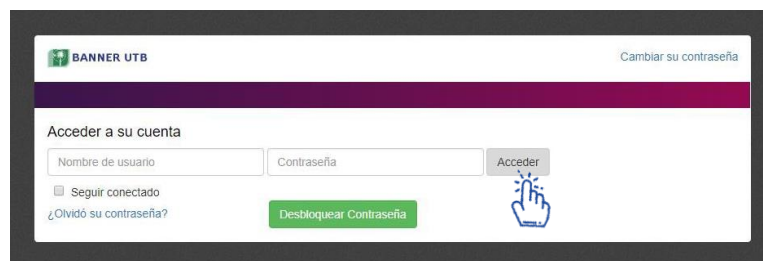 BANNER UTB
Cambiar su contraseña
Acceder a su cuenta
Nombre de usuario
Contraseña
Acceder
Seguir conectado
¿Olvidó su contraseña?
Desbloquear Contraseña